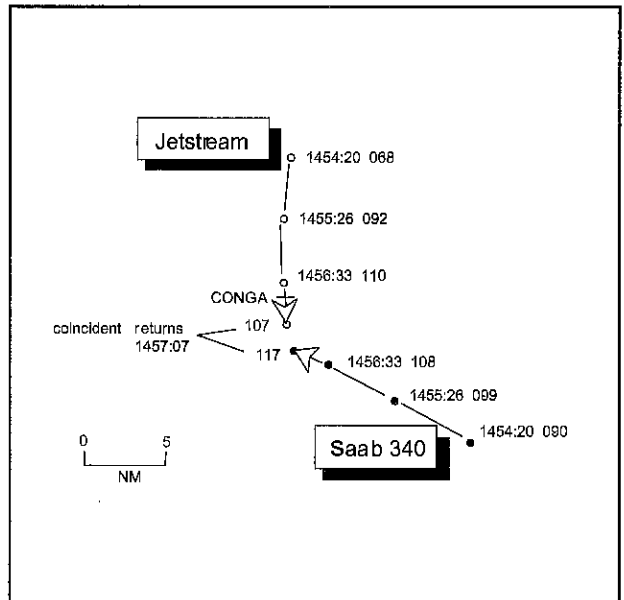 Jetstream
1454:20 068
1455:26 092
1456:33 110
CONGA
107
coincident returns
1457:07
117
1456:33 108
1455:26 099
1454:20 090
Saab 340
0 5
NM